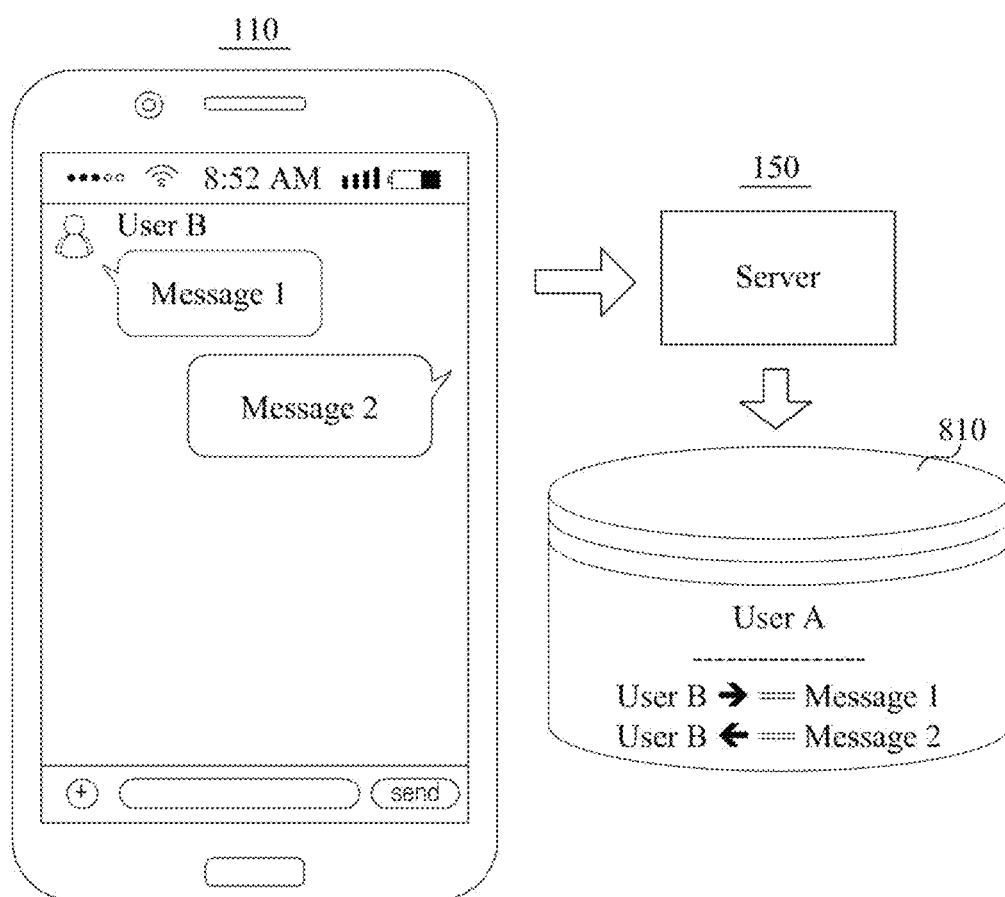 110
8:52 AM
User B
Message 1
Message 2
+
send
150
Server
810
User A
User B → == Message 1
User B ← == Message 2